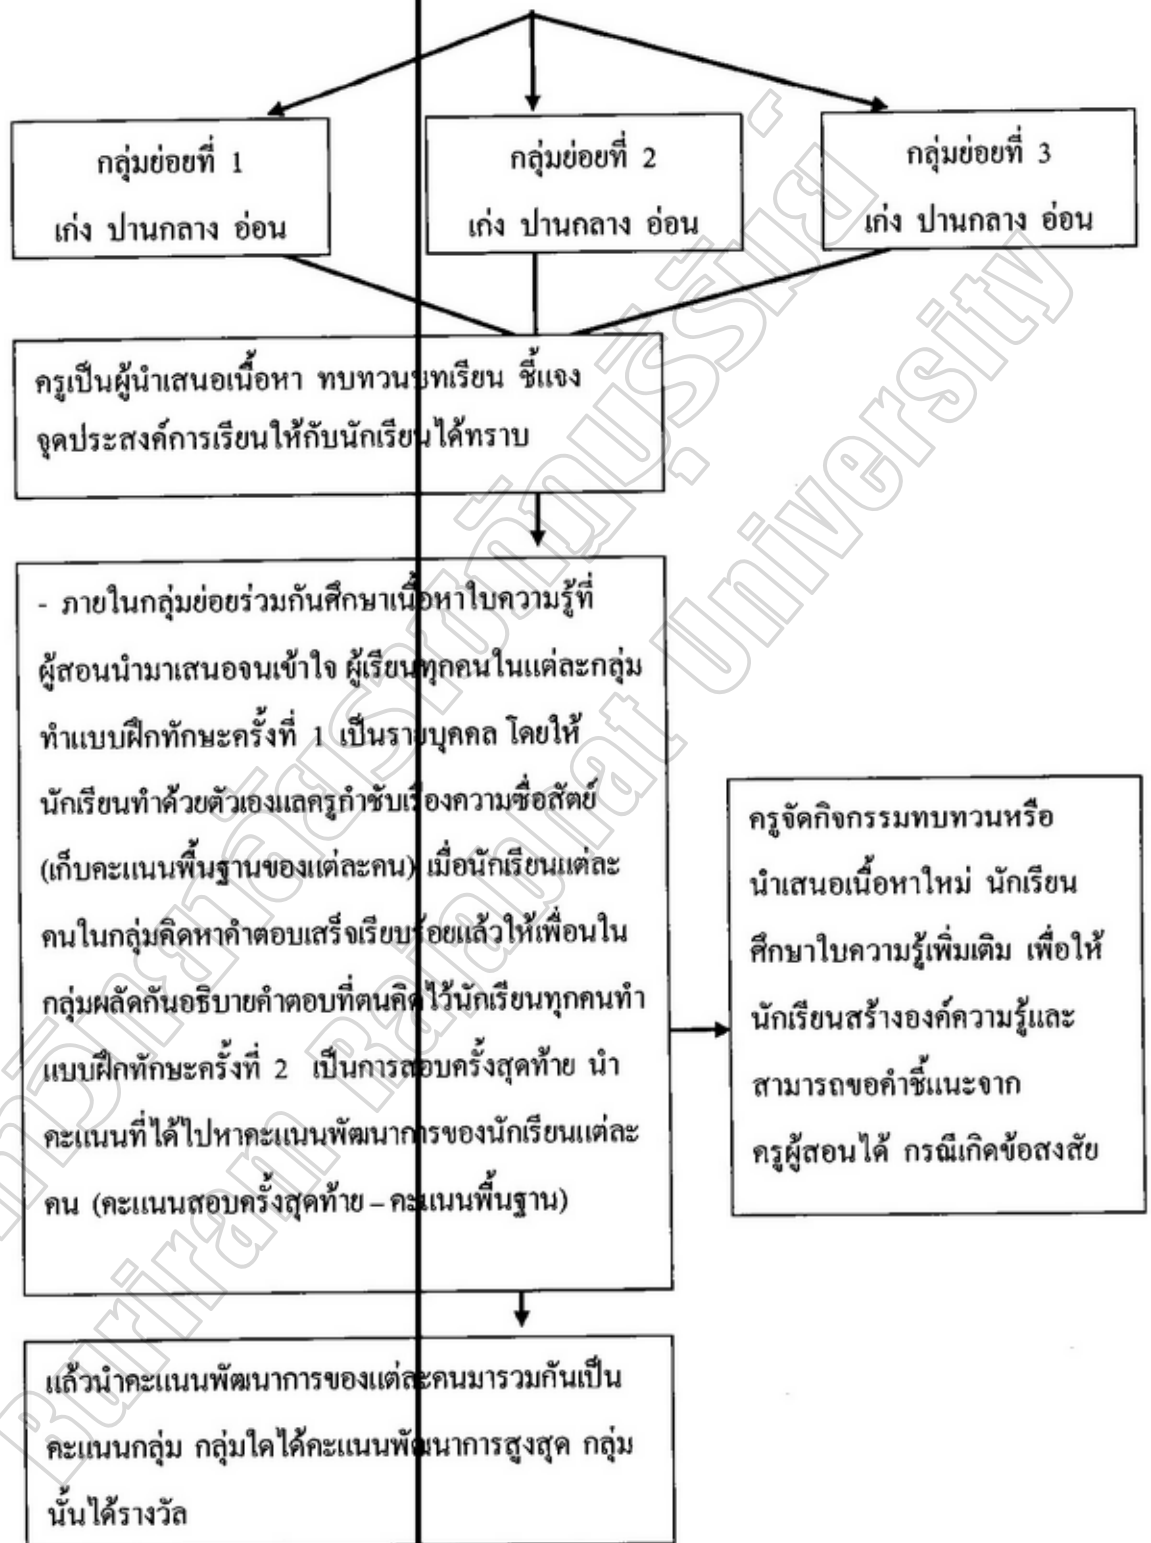 กลุ่มย่อยที่ 1
เก่ง ปานกลาง อ่อน
กลุ่มย่อยที่ 2
เก่ง ปานกลาง อ่อน
กลุ่มย่อยที่ 3
เก่ง ปานกลาง อ่อน
ครูเป็นผู้นำเสนอเนื้อหา ทบทวนบทเรียน ชี้แจง
จุดประสงค์การเรียนให้กับนักเรียนได้ทราบ
- ภายในกลุ่มย่อยร่วมกันศึกษาเนื้อหาใบความรู้ที่
ผู้สอนนำมาเสนอจนเข้าใจ ผู้เรียนทุกคนในแต่ละกลุ่ม
ทำแบบฝึกทักษะครั้งที่ 1 เป็นรายบุคคล โดยให้
นักเรียนทำด้วยตัวเองแลครูกำชับเรื่องความซื่อสัตย์
(เก็บคะแนนพื้นฐานของแต่ละคน) เมื่อนักเรียนแต่ละ
คนในกลุ่มคิดหาคำตอบเสร็จเรียบร้อยแล้วให้เพื่อนใน
กลุ่มผลัดกันอธิบายคำตอบที่ตนคิดไว้นักเรียนทุกคนทำ
แบบฝึกทักษะครั้งที่ 2 เป็นการสอบครั้งสุดท้าย นำ
คะแนนที่ได้ไปหาคะแนนพัฒนาการของนักเรียนแต่ละ
คน (คะแนนสอบครั้งสุดท้าย – คะแนนพื้นฐาน)
ครูจัดกิจกรรมทบทวนหรือ
นำเสนอเนื้อหาใหม่ นักเรียน
ศึกษาใบความรู้เพิ่มเติม เพื่อให้
นักเรียนสร้างองค์ความรู้และ
สามารถขอคำชี้แนะจาก
ครูผู้สอนได้ กรณีเกิดข้อสงสัย
แล้วนำคะแนนพัฒนาการของแต่ละคนมารวมกันเป็น
คะแนนกลุ่ม กลุ่มใดได้คะแนนพัฒนาการสูงสุด กลุ่ม
นั้นได้รางวัล
Buriram Rajabhat University